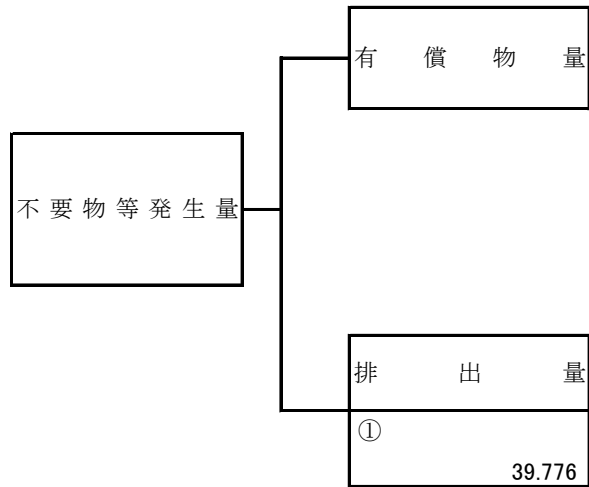 有償物量
不要物等発生量
排出量
①
39.776